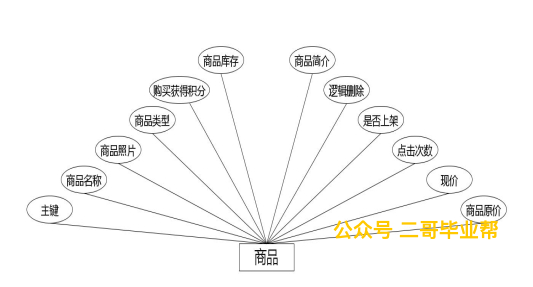 商品库存
商品简介
购买获得积分
逻辑删除
商品类型
是否上架
商品照片
点击次数
商品名称
现价
主键
商品原价
公众号 二哥毕业帮
商品